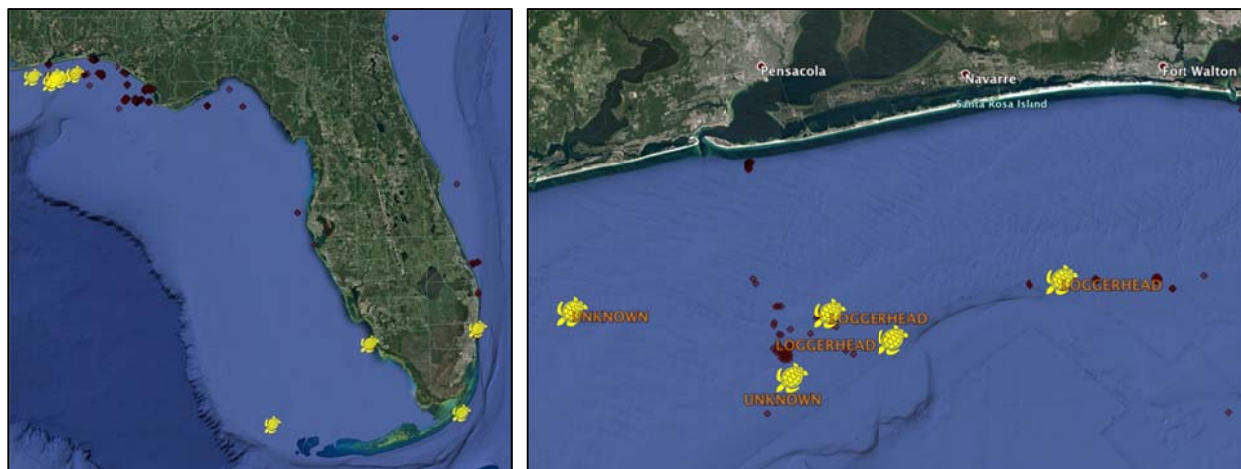 Pensacola
Navarre
Fort Walton
Santa Rosa Island
LOGGERHEAD
UNKNOWN
LOGGERHEAD
LOGGERHEAD
UNKNOWN